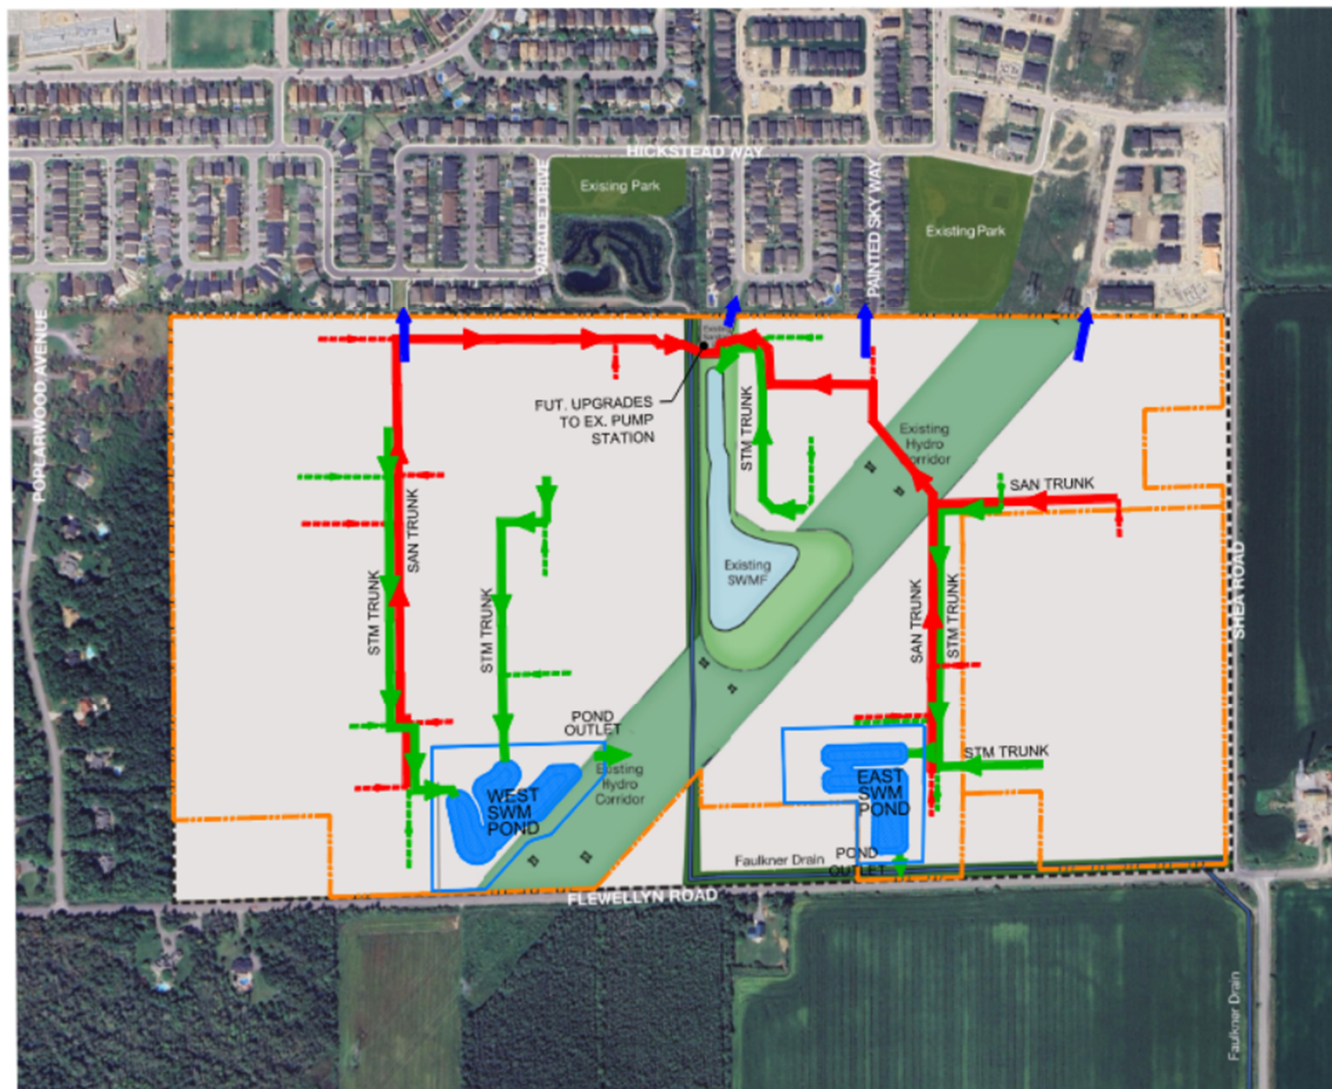 HICKSTEAD WAY
Existing Park
PARADE DRIVE
PAINTED SKY WAY
Existing Park
POPLARWOOD AVENUE
Existing
FUT. UPGRADES
TO EX. PUMP
STATION
STM TRUNK
Existing
Hydro
Corridor
SAN TRUNK
SAN TRUNK
STM TRUNK
STM TRUNK
Existing
SWMF
SAN TRUNK
STM TRUNK
SHEA ROAD
POND
OUTLET
STM TRUNK
Existing
Hydro
Corridor
WEST
SWM
POND
EAST
SWM
POND
Faulkner Drain
POND
OUTLET
FLEWELLYN ROAD
Faulkner Drain